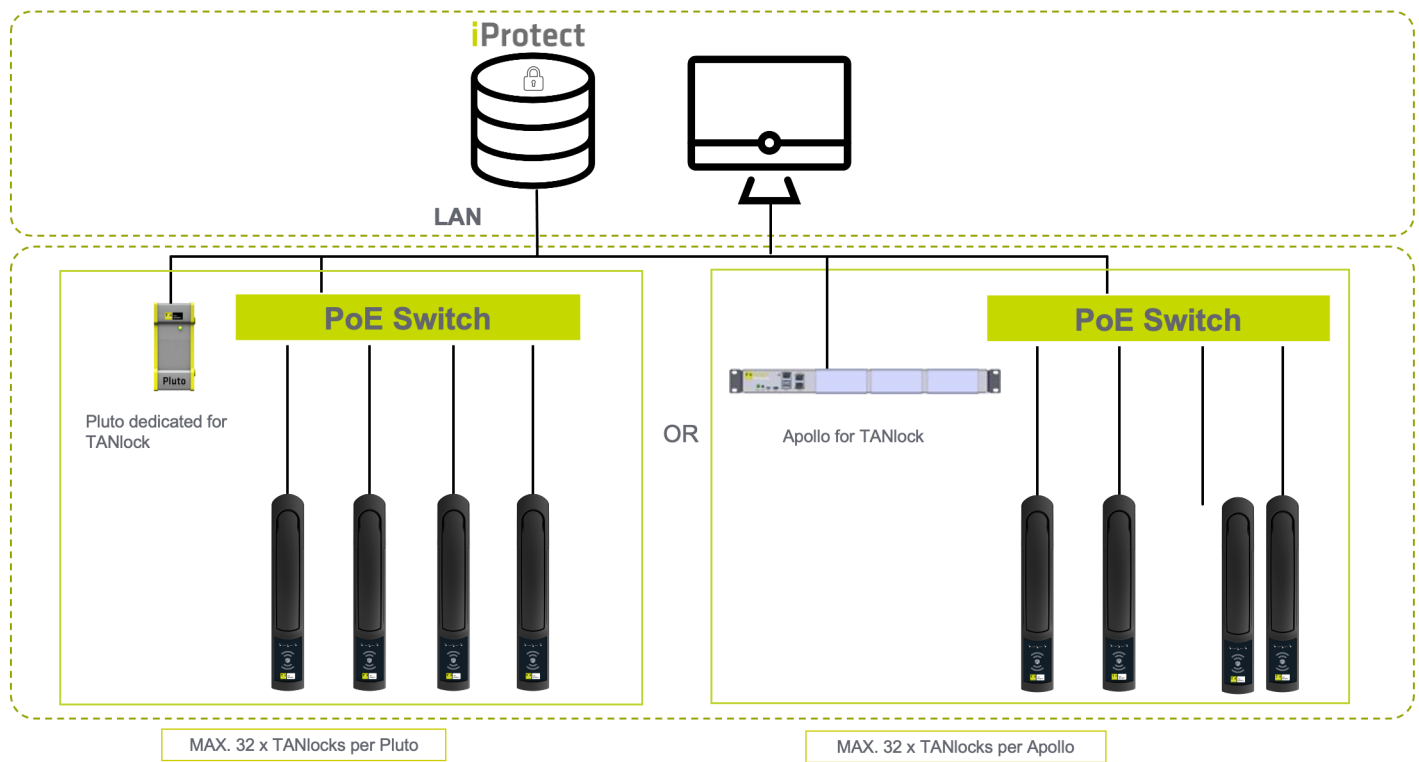 iProtect
LAN
PoE Switch
PoE Switch
Pluto
Pluto dedicated for
TANlock
OR
Apollo for TANlock
MAX. 32 x TANlocks per Pluto
MAX. 32 x TANlocks per Apollo